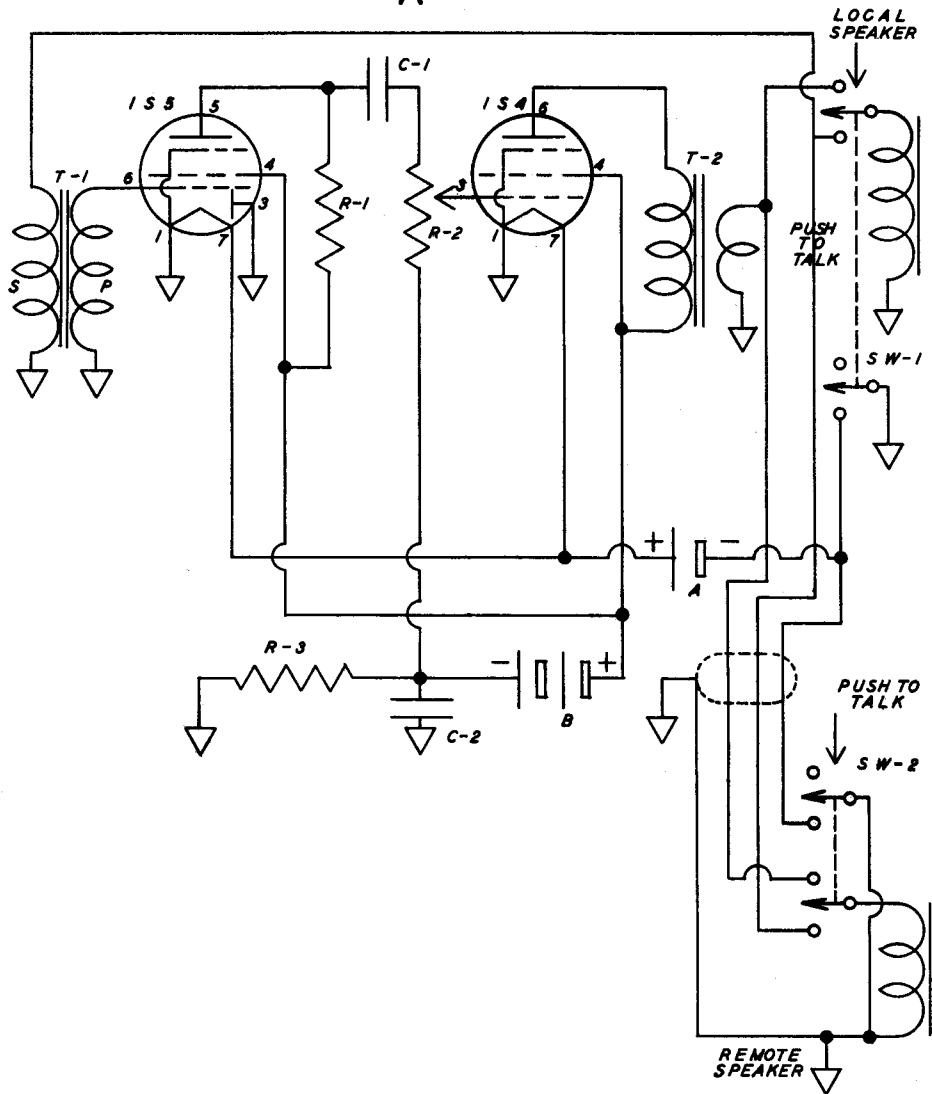 LOCAL
SPEAKER
C-1
1S5
5
1S4
6
T-1
6
4
3
1
7
R-1
R-2
3
4
1
7
T-2
PUSH
TO
TALK
S
P
SW-1
+
-
A
R-3
-
+
B
C-2
PUSH TO
TALK
SW-2
REMOTE
SPEAKER